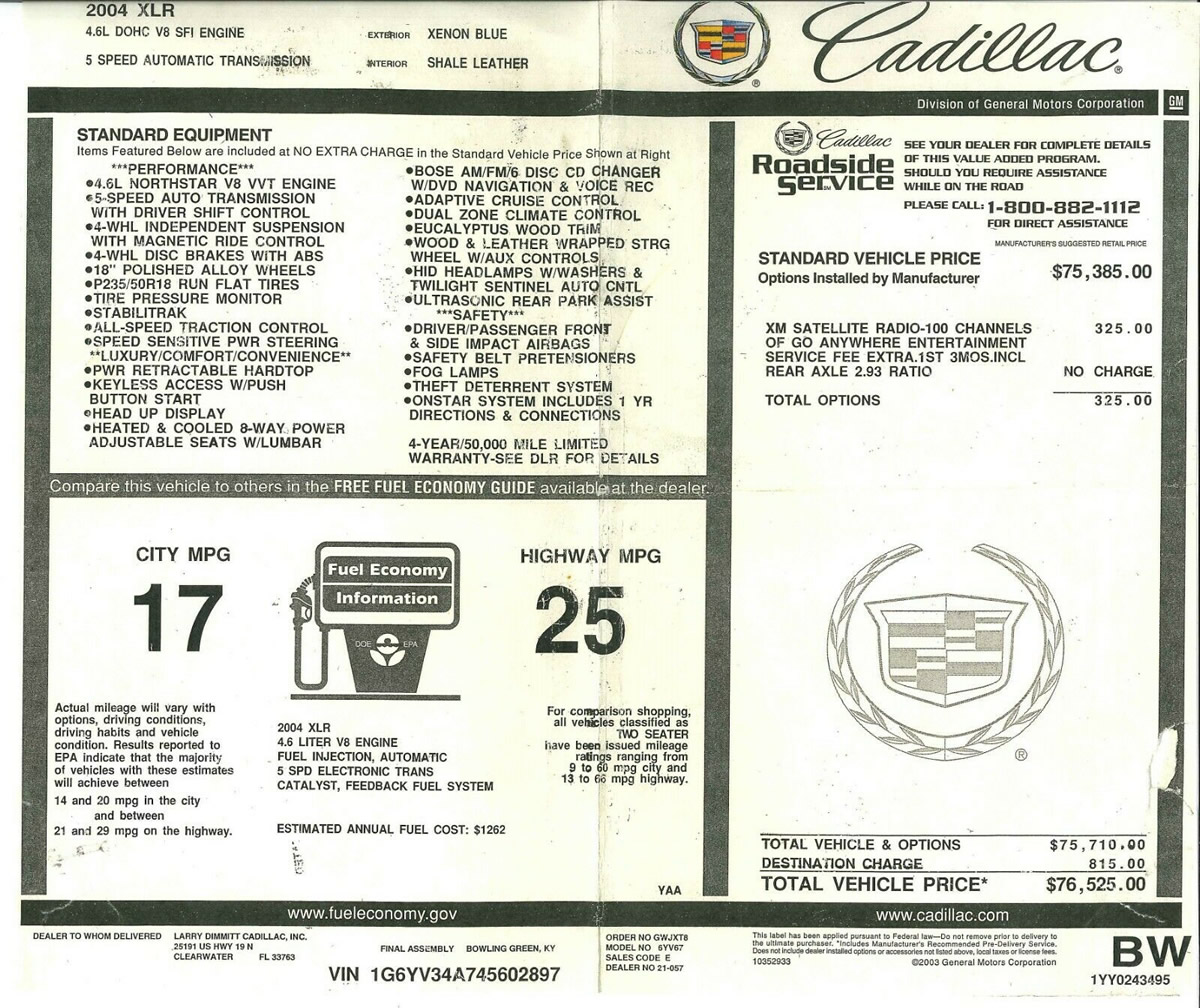 2004 XLR
4.6L DOHC V8 SFI ENGINE
5 SPEED AUTOMATIC TRANSMISSION
EXTERIOR XENON BLUE
INTERIOR SHALE LEATHER
Cadillac®
Division of General Motors Corporation GM
STANDARD EQUIPMENT
Items Featured Below are included at NO EXTRA CHARGE in the Standard Vehicle Price Shown at Right
***PERFORMANCE***
●4.6L NORTHSTAR V8 VVT ENGINE
●5-SPEED AUTO TRANSMISSION
WITH DRIVER SHIFT CONTROL
●4-WHL INDEPENDENT SUSPENSION
WITH MAGNETIC RIDE CONTROL
●4-WHL DISC BRAKES WITH ABS
●18" POLISHED ALLOY WHEELS
●P235/50R18 RUN FLAT TIRES
●TIRE PRESSURE MONITOR
●STABILITRAK
●ALL-SPEED TRACTION CONTROL
●SPEED SENSITIVE PWR STEERING
**LUXURY/COMFORT/CONVENIENCE**
●PWR RETRACTABLE HARDTOP
●KEYLESS ACCESS W/PUSH
BUTTON START
●HEAD UP DISPLAY
●HEATED & COOLED 8-WAY POWER
ADJUSTABLE SEATS W/LUMBAR
●BOSE AM/FM/6 DISC CD CHANGER
W/DVD NAVIGATION & VOICE REC
●ADAPTIVE CRUISE CONTROL
●DUAL ZONE CLIMATE CONTROL
●EUCALYPTUS WOOD TRIM
●WOOD & LEATHER WRAPPED STRG
WHEEL W/AUX CONTROLS
●HID HEADLAMPS W/WASHERS &
TWILIGHT SENTINEL AUTO CNTL
●ULTRASONIC REAR PARK ASSIST
***SAFETY***
●DRIVER/PASSENGER FRONT
& SIDE IMPACT AIRBAGS
●SAFETY BELT PRETENSIONERS
●FOG LAMPS
●THEFT DETERRENT SYSTEM
●ONSTAR SYSTEM INCLUDES 1 YR
DIRECTIONS & CONNECTIONS
4-YEAR/50,000 MILE LIMITED
WARRANTY-SEE DLR FOR DETAILS
Cadillac
Roadside
Service
SEE YOUR DEALER FOR COMPLETE DETAILS
OF THIS VALUE ADDED PROGRAM.
SHOULD YOU REQUIRE ASSISTANCE
WHILE ON THE ROAD
PLEASE CALL: 1-800-882-1112
FOR DIRECT ASSISTANCE
MANUFACTURER'S SUGGESTED RETAIL PRICE
STANDARD VEHICLE PRICE $75,385.00
Options Installed by Manufacturer
XM SATELLITE RADIO-100 CHANNELS 325.00
OF GO ANYWHERE ENTERTAINMENT
SERVICE FEE EXTRA.1ST 3MOS.INCL
REAR AXLE 2.93 RATIO NO CHARGE
TOTAL OPTIONS 325.00
Compare this vehicle to others in the FREE FUEL ECONOMY GUIDE available at the dealer.
CITY MPG
17
Fuel Economy
Information
DOE EPA
HIGHWAY MPG
25
Actual mileage will vary with
options, driving conditions,
driving habits and vehicle
condition. Results reported to
EPA indicate that the majority
of vehicles with these estimates
will achieve between
14 and 20 mpg in the city
and between
21 and 29 mpg on the highway.
2004 XLR
4.6 LITER V8 ENGINE
FUEL INJECTION, AUTOMATIC
5 SPD ELECTRONIC TRANS
CATALYST, FEEDBACK FUEL SYSTEM
ESTIMATED ANNUAL FUEL COST: $1262
For comparison shopping,
all vehicles classified as
TWO SEATER
have been issued mileage
ratings ranging from
9 to 60 mpg city and
13 to 66 mpg highway.
YAA
TOTAL VEHICLE & OPTIONS $75,710.00
DESTINATION CHARGE 815.00
TOTAL VEHICLE PRICE* $76,525.00
www.fueleconomy.gov
www.cadillac.com
DEALER TO WHOM DELIVERED LARRY DIMMITT CADILLAC, INC.
25191 US HWY 19 N
CLEARWATER FL 33763
FINAL ASSEMBLY BOWLING GREEN, KY
VIN 1G6YV34A745602897
ORDER NO GWJXT8
MODEL NO 6YV67
SALES CODE E
DEALER NO 21-057
This label has been applied pursuant to Federal law—Do not remove prior to delivery to
the ultimate purchaser. *Includes Manufacturer's Recommended Pre-Delivery Service.
Does not include dealer installed options or accessories not listed above, local taxes or license fees.
10352933 ©2003 General Motors Corporation
BW
1YY0243495